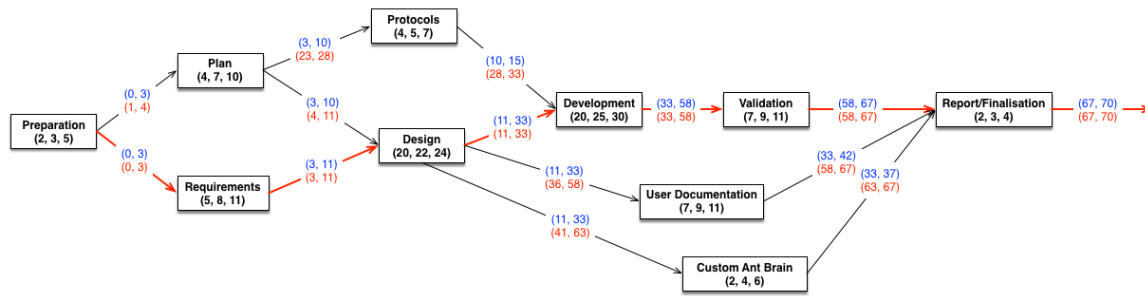 Protocols
(4, 5, 7)
(3, 10)
(23, 28)
Plan
(4, 7, 10)
(10, 15)
(28, 33)
(0, 3)
(1, 4)
(3, 10)
(4, 11)
Development
(20, 25, 30)
(33, 58)
(33, 58)
Validation
(7, 9, 11)
(58, 67)
(58, 67)
Report/Finalisation
(2, 3, 4)
(67, 70)
(67, 70)
Preparation
(2, 3, 5)
(11, 33)
(11, 33)
Design
(20, 22, 24)
(0, 3)
(0, 3)
(3, 11)
(3, 11)
Requirements
(5, 8, 11)
(11, 33)
(36, 58)
(33, 42)
(58, 67)
(33, 37)
(63, 67)
User Documentation
(7, 9, 11)
(11, 33)
(41, 63)
Custom Ant Brain
(2, 4, 6)